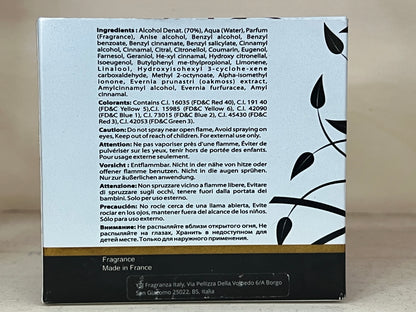 Ingredients : Alcohol Denat. (70%), Aqua (Water), Parfum
(Fragrance), Anise alcohol, Benzyl alcohol, Benzyl
benzoate, Benzyl cinnamate, Benzyl salicylate, Cinnamyl
alcohol, Cinnamal, Citral, Citronellol, Coumarin, Eugenol,
Farnesol, Geraniol, He-xyl cinnamal, Hydroxy citronellal,
Isoeugenol, Butylphenyl me-thylpropional, Limonene,
Linalool, Hydroxyisohexyl 3-cyclohexene
carboxaldehyde, Methyl 2-octynoate, Alpha-isomethyl
ionone, Evernia prunastri (oakmoss) extract,
Amylcinnamyl alcohol, Evernia furfuracea, Amyl
cinnamal.
Colorants: Contains C.I. 16035 (FD&C Red 40), C.I. 191 40
(FD&C Yellow 5),C.I. 15985 (FD&C Yellow 6), C.I. 42090
(FD&C Blue 1), C.I. 73015 (FD&C Blue 2), C.I. 45430 (FD&C
Red 3), C.I. 42053 (FD&C Green 3).
Caution: Do not spray near open flame, Avoid spraying on
eyes, Keep out of reach of children. For external use only.
Attention: Ne pas vaporiser près d'une flamme, Éviter de
pulvériser sur les yeux, tenir hors de portée des enfants.
Pour usage externe seulement.
Vorsicht : Entflammbar. Nicht in der nähe von hitze oder
offener flamme benutzen. Nicht in die augen sprühen.
Nur zur äußerlichen anwendung.
Attenzione: Non spruzzare vicino a flamme libere, Evitare
di spruzzare sugli occhi, tenere fuori dalla portata dei
bambini. Solo per uso esterno.
Precaución: No rocíe cerca de una llama abierta, Evite
rociar en los ojos, mantener fuera del alcance de los niños.
Sólo para uso externo.
Внимание: Не распыляйте вблизи открытого огня, Не
распыляйте на глазах, Хранить в недоступном для
детей месте. Только для наружного применения.
Fragrance
Made in France
Fragranza Italy, Via Pelizza Della Volpedo 6/A Borgo
San Giacomo 25022, BS, Italia